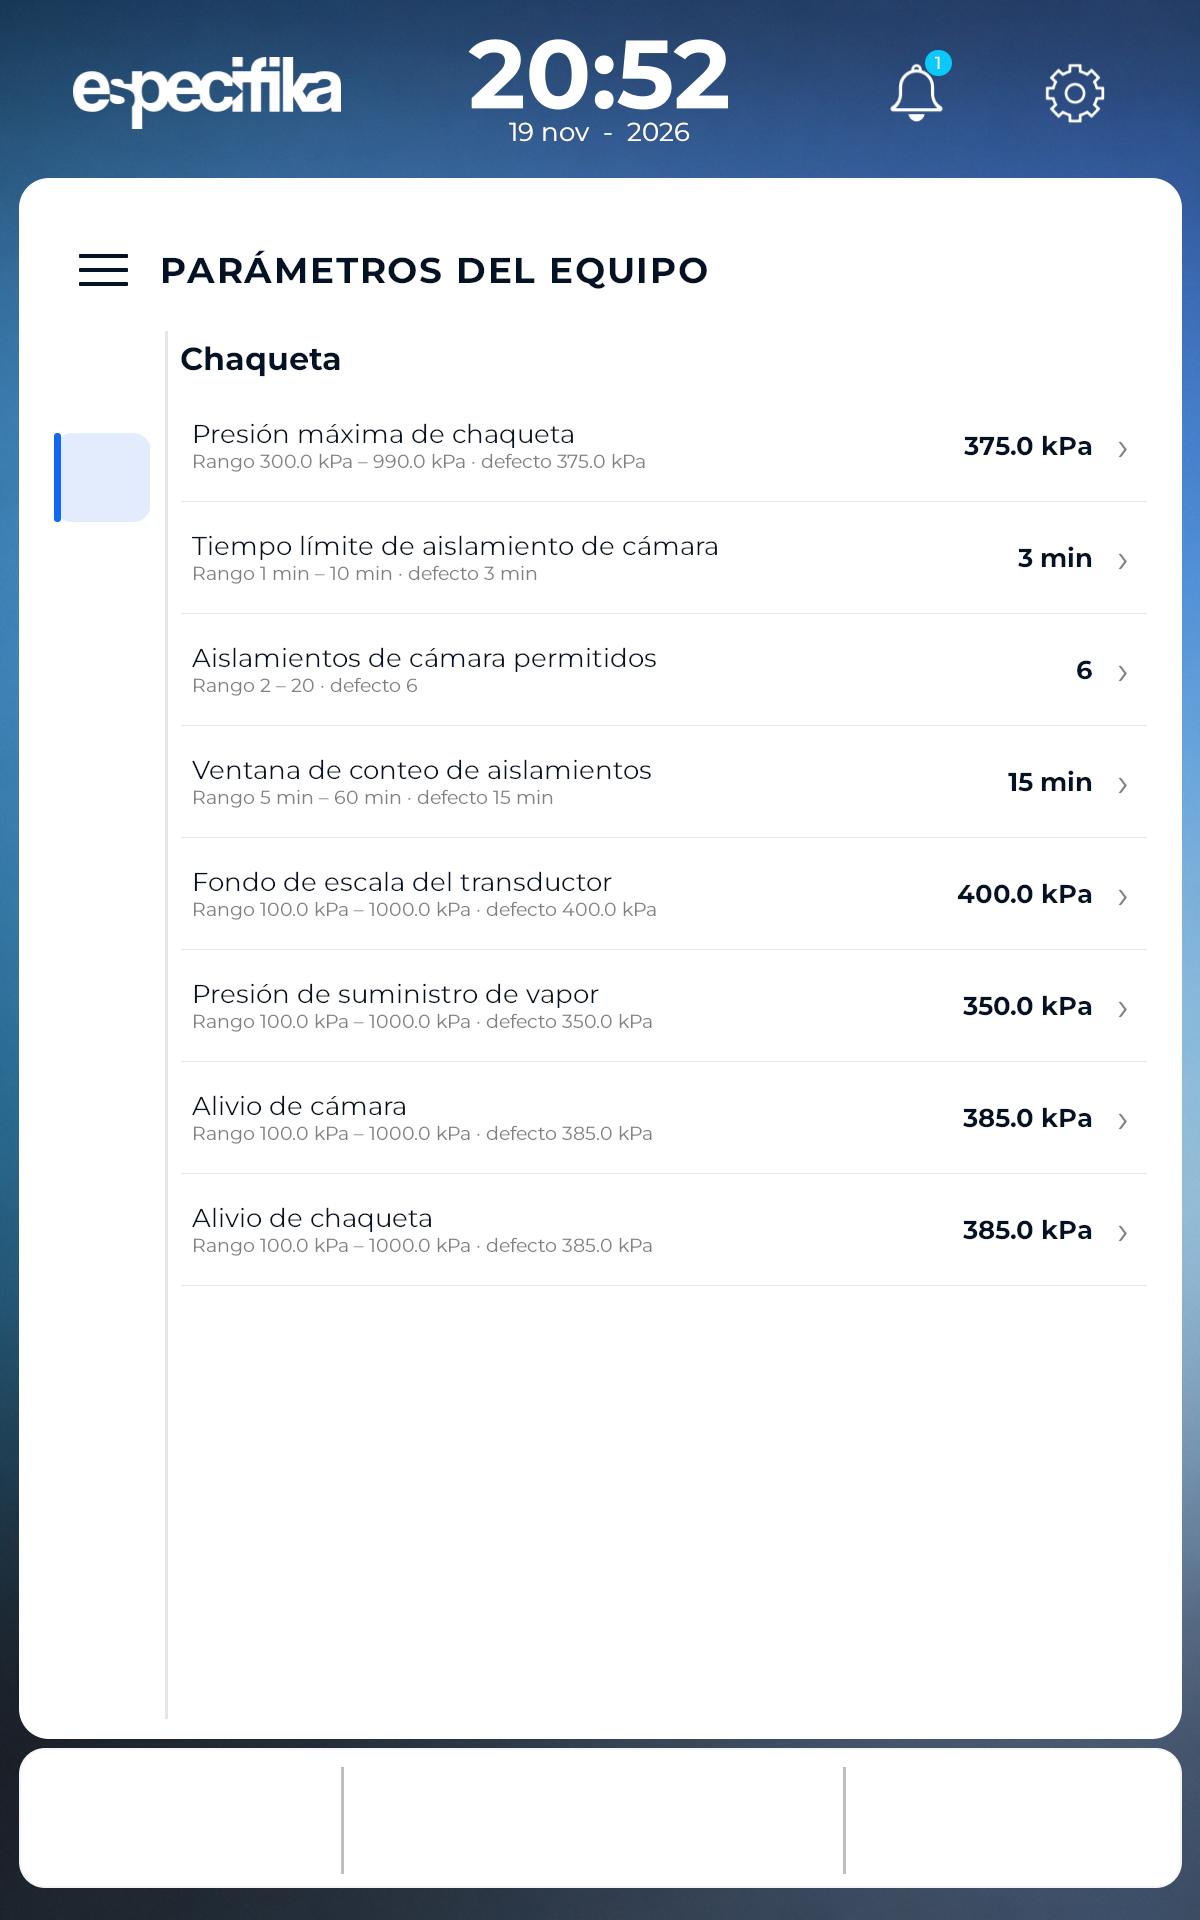 especifika
20:52
19 nov - 2026
1
PARÁMETROS DEL EQUIPO
Chaqueta
Presión máxima de chaqueta
Rango 300.0 kPa – 990.0 kPa · defecto 375.0 kPa
375.0 kPa
Tiempo límite de aislamiento de cámara
Rango 1 min – 10 min · defecto 3 min
3 min
Aislamientos de cámara permitidos
Rango 2 – 20 · defecto 6
6
Ventana de conteo de aislamientos
Rango 5 min – 60 min · defecto 15 min
15 min
Fondo de escala del transductor
Rango 100.0 kPa – 1000.0 kPa · defecto 400.0 kPa
400.0 kPa
Presión de suministro de vapor
Rango 100.0 kPa – 1000.0 kPa · defecto 350.0 kPa
350.0 kPa
Alivio de cámara
Rango 100.0 kPa – 1000.0 kPa · defecto 385.0 kPa
385.0 kPa
Alivio de chaqueta
Rango 100.0 kPa – 1000.0 kPa · defecto 385.0 kPa
385.0 kPa